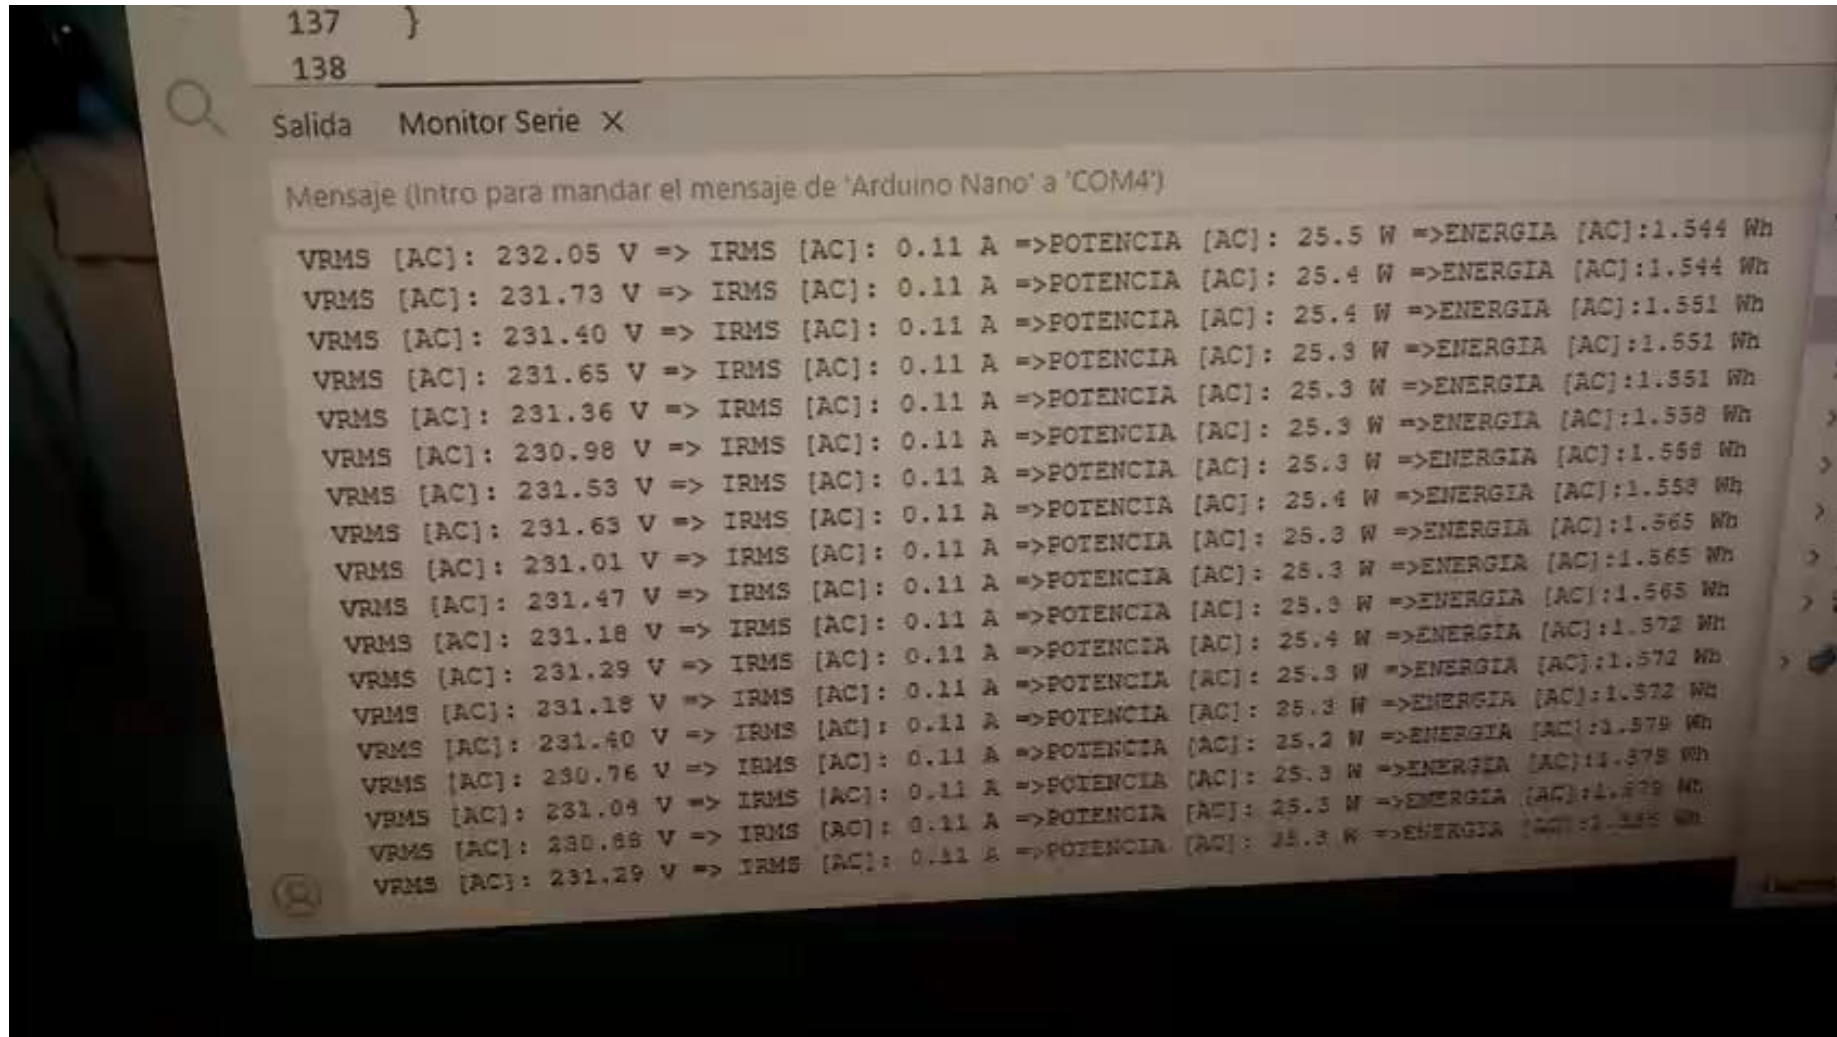 137 }
138
Salida Monitor Serie ×
Mensaje (Intro para mandar el mensaje de 'Arduino Nano' a 'COM4')
VRMS [AC]: 232.05 V => IRMS [AC]: 0.11 A =>POTENCIA [AC]: 25.5 W =>ENERGIA [AC]:1.544 Wh
VRMS [AC]: 231.73 V => IRMS [AC]: 0.11 A =>POTENCIA [AC]: 25.4 W =>ENERGIA [AC]:1.544 Wh
VRMS [AC]: 231.40 V => IRMS [AC]: 0.11 A =>POTENCIA [AC]: 25.4 W =>ENERGIA [AC]:1.551 Wh
VRMS [AC]: 231.65 V => IRMS [AC]: 0.11 A =>POTENCIA [AC]: 25.3 W =>ENERGIA [AC]:1.551 Wh
VRMS [AC]: 231.36 V => IRMS [AC]: 0.11 A =>POTENCIA [AC]: 25.3 W =>ENERGIA [AC]:1.551 Wh
VRMS [AC]: 230.98 V => IRMS [AC]: 0.11 A =>POTENCIA [AC]: 25.3 W =>ENERGIA [AC]:1.558 Wh
VRMS [AC]: 231.53 V => IRMS [AC]: 0.11 A =>POTENCIA [AC]: 25.3 W =>ENERGIA [AC]:1.558 Wh
VRMS [AC]: 231.63 V => IRMS [AC]: 0.11 A =>POTENCIA [AC]: 25.4 W =>ENERGIA [AC]:1.558 Wh
VRMS [AC]: 231.01 V => IRMS [AC]: 0.11 A =>POTENCIA [AC]: 25.3 W =>ENERGIA [AC]:1.565 Wh
VRMS [AC]: 231.47 V => IRMS [AC]: 0.11 A =>POTENCIA [AC]: 25.3 W =>ENERGIA [AC]:1.565 Wh
VRMS [AC]: 231.18 V => IRMS [AC]: 0.11 A =>POTENCIA [AC]: 25.3 W =>ENERGIA [AC]:1.565 Wh
VRMS [AC]: 231.29 V => IRMS [AC]: 0.11 A =>POTENCIA [AC]: 25.4 W =>ENERGIA [AC]:1.572 Wh
VRMS [AC]: 231.18 V => IRMS [AC]: 0.11 A =>POTENCIA [AC]: 25.3 W =>ENERGIA [AC]:1.572 Wh
VRMS [AC]: 231.40 V => IRMS [AC]: 0.11 A =>POTENCIA [AC]: 25.3 W =>ENERGIA [AC]:1.572 Wh
VRMS [AC]: 230.76 V => IRMS [AC]: 0.11 A =>POTENCIA [AC]: 25.2 W =>ENERGIA [AC]:1.579 Wh
VRMS [AC]: 231.04 V => IRMS [AC]: 0.11 A =>POTENCIA [AC]: 25.3 W =>ENERGIA [AC]:1.579 Wh
VRMS [AC]: 230.88 V => IRMS [AC]: 0.11 A =>POTENCIA [AC]: 25.3 W =>ENERGIA [AC]:1.579 Wh
VRMS [AC]: 231.29 V => IRMS [AC]: 0.11 A =>POTENCIA [AC]: 25.3 W =>ENERGIA Wh